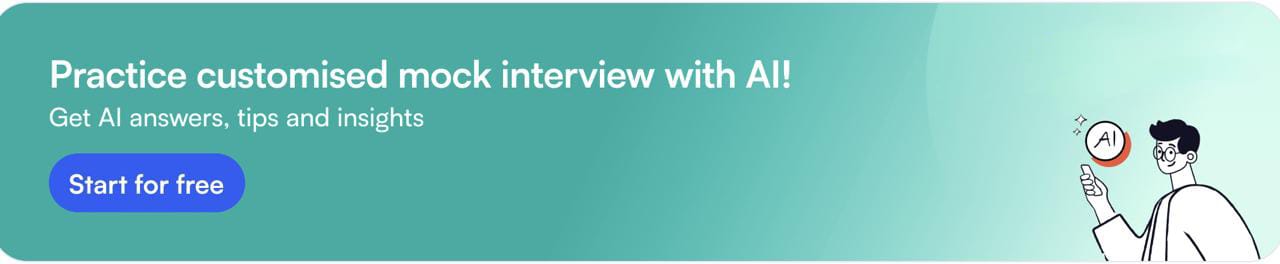 Practice customised mock interview with AI!
Get AI answers, tips and insights
Start for free
AI